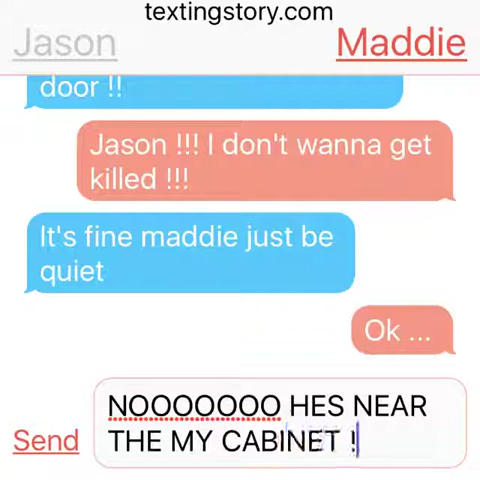 textingstory.com
Jason Maddie
door !!
Jason !!! I don't wanna get
killed !!!
It's fine maddie just be
quiet
Ok ...
NOOOOOOO HES NEAR
Send THE MY CABINET !